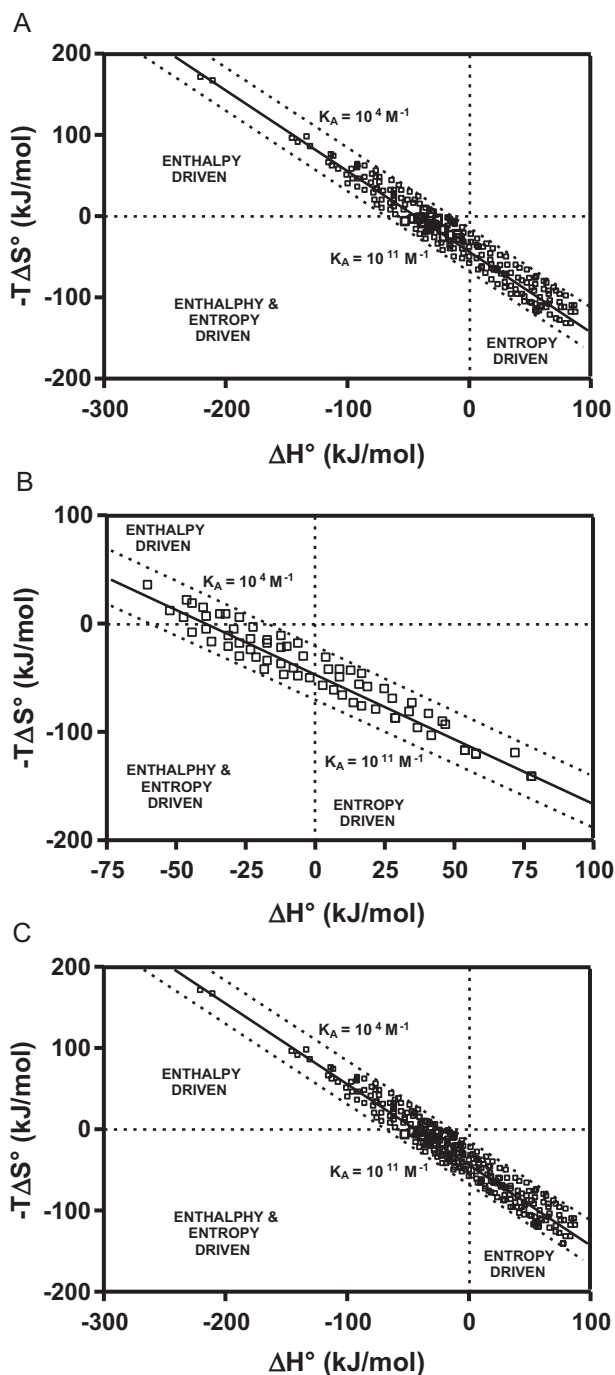 A
200
100
0
-100
-200
-TΔS° (kJ/mol)
K_A = 10^4 M^-1
ENTHALPY
DRIVEN
K_A = 10^11 M^-1
ENTHALPHY &
ENTROPY
DRIVEN
ENTROPY
DRIVEN
-300 -200 -100 0 100
ΔH° (kJ/mol)
B
100
0
-100
-200
-TΔS° (kJ/mol)
ENTHALPY
DRIVEN
K_A = 10^4 M^-1
ENTHALPHY &
ENTROPY
DRIVEN
K_A = 10^11 M^-1
ENTROPY
DRIVEN
-75 -50 -25 0 25 50 75 100
ΔH° (kJ/mol)
C
200
100
0
-100
-200
-TΔS° (kJ/mol)
K_A = 10^4 M^-1
ENTHALPY
DRIVEN
K_A = 10^11 M^-1
ENTHALPHY &
ENTROPY
DRIVEN
ENTROPY
DRIVEN
-300 -200 -100 0 100
ΔH° (kJ/mol)